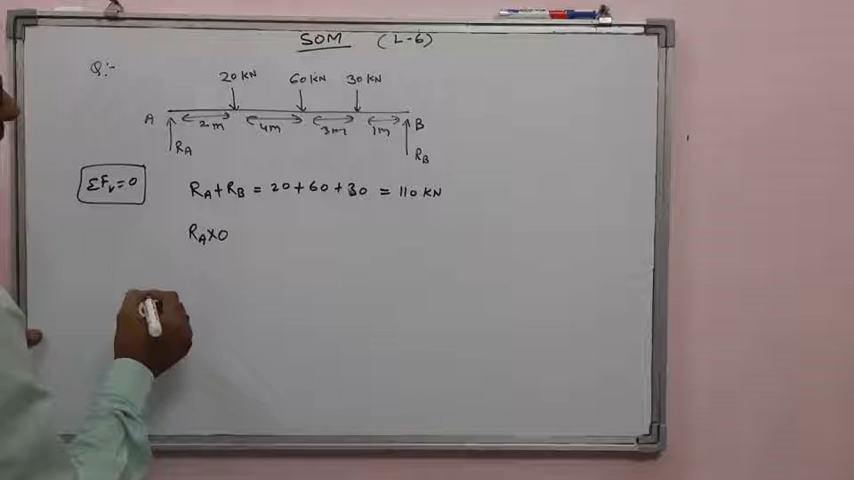 SOM (L-6)
Q:-
20 KN 60 KN 30 KN
A 2m 4m 3m 1m B
RA RB
ΣFv=0 RA+RB = 20+60+30 = 110 KN
RA×0